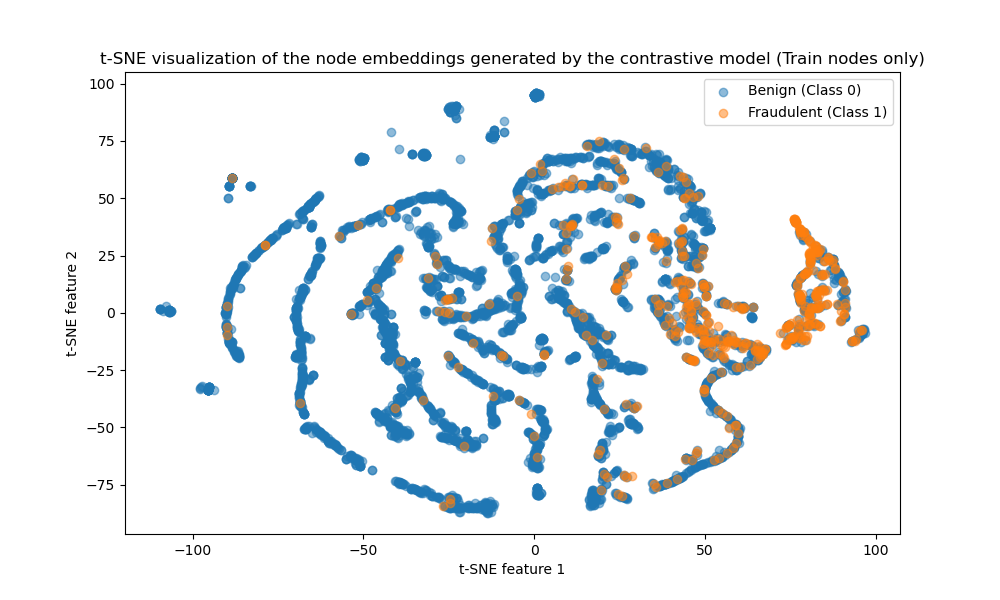 t-SNE visualization of the node embeddings generated by the contrastive model (Train nodes only)
Benign (Class 0)
Fraudulent (Class 1)
100
75
50
25
0
−25
−50
−75
t-SNE feature 2
−100
−50
0
50
100
t-SNE feature 1